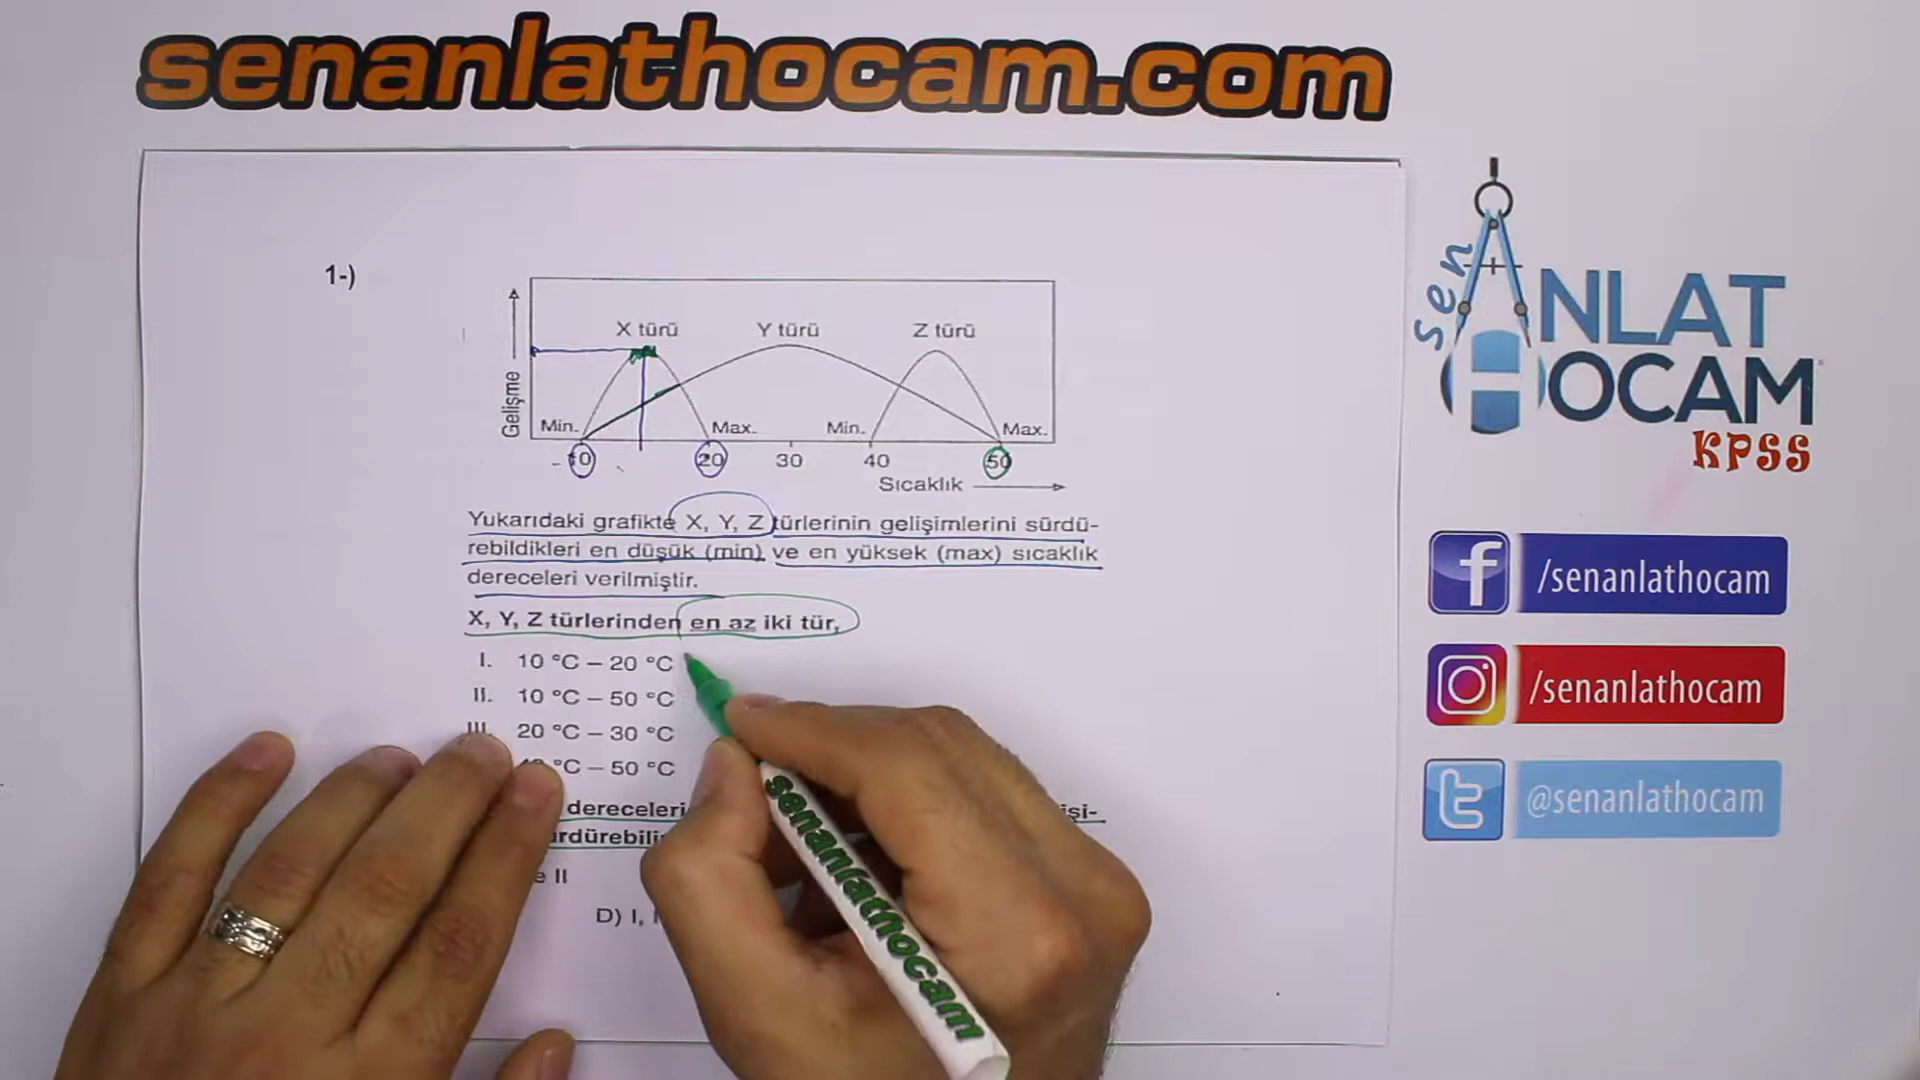 senanlathocam.com
1-)
X türü Y türü Z türü
Gelişme
Min. Max. Min. Max.
10 20 30 40 50
Sıcaklık
Yukarıdaki grafikte X, Y, Z türlerinin gelişimlerini sürdü-
rebildikleri en düşük (min) ve en yüksek (max) sıcaklık
dereceleri verilmiştir.
X, Y, Z türlerinden en az iki tür,
I. 10 °C – 20 °C
II. 10 °C – 50 °C
III. 20 °C – 30 °C
°C – 50 °C
dereceleri
e II
D) I,
senanlathocam
sen ANLAT
HOCAM
KPSS
/senanlathocam
/senanlathocam
@senanlathocam